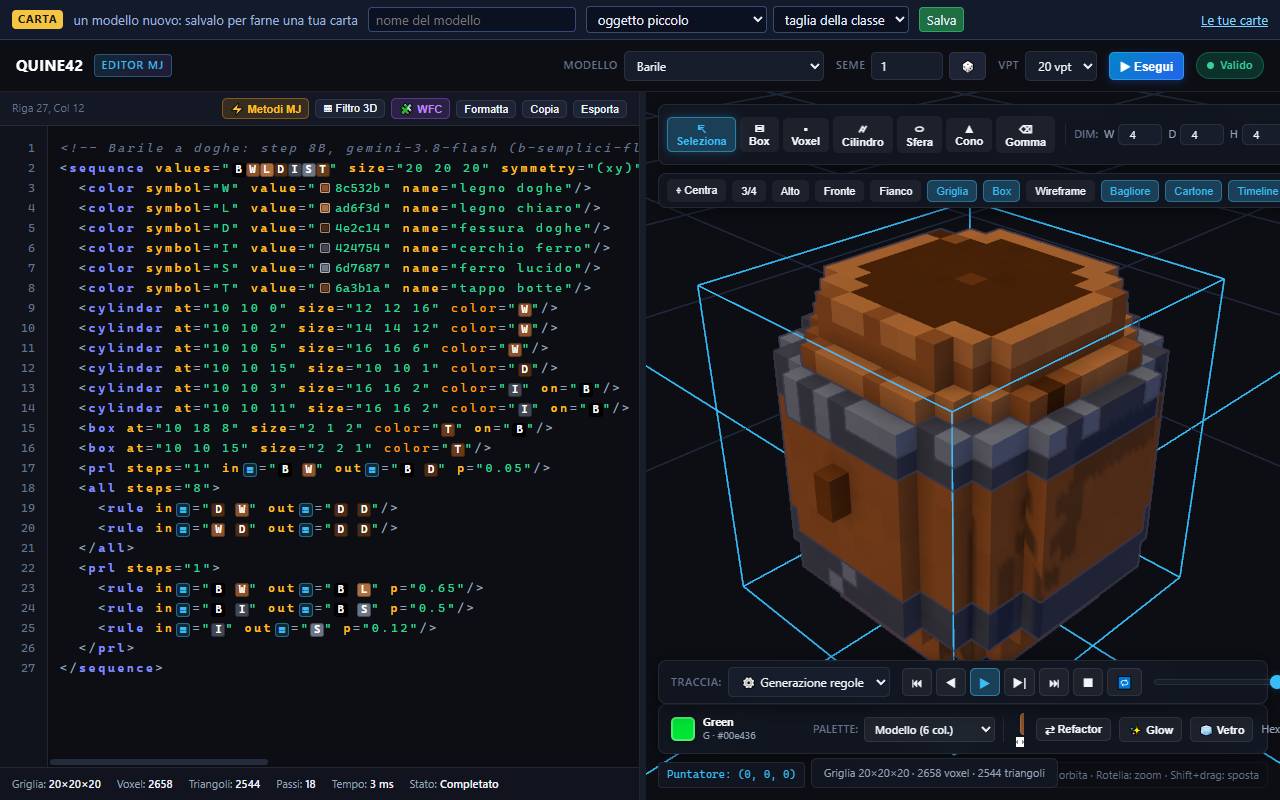 CARTA un modello nuovo: salvalo per farne una tua carta nome del modello oggetto piccolo taglia della classe Salva Le tue carte
QUINE42 EDITOR MJ MODELLO Barile SEME 1 VPT 20 vpt ▶ Esegui Valido
Riga 27, Col 12 Metodi MJ Filtro 3D WFC Formatta Copia Esporta
1 <!-- Barile a doghe: step 8B, gemini-3.8-flash (b-semplici-fl
2 <sequence values="BWLDIST" size="20 20 20" symmetry="(xy)"
3 <color symbol="W" value="8c532b" name="legno doghe"/>
4 <color symbol="L" value="ad6f3d" name="legno chiaro"/>
5 <color symbol="D" value="4e2c14" name="fessura doghe"/>
6 <color symbol="I" value="424754" name="cerchio ferro"/>
7 <color symbol="S" value="6d7687" name="ferro lucido"/>
8 <color symbol="T" value="6a3b1a" name="tappo botte"/>
9 <cylinder at="10 10 0" size="12 12 16" color="W"/>
10 <cylinder at="10 10 2" size="14 14 12" color="W"/>
11 <cylinder at="10 10 5" size="16 16 6" color="W"/>
12 <cylinder at="10 10 15" size="10 10 1" color="D"/>
13 <cylinder at="10 10 3" size="16 16 2" color="I" on="B"/>
14 <cylinder at="10 10 11" size="16 16 2" color="I" on="B"/>
15 <box at="10 18 8" size="2 1 2" color="T" on="B"/>
16 <box at="10 10 15" size="2 2 1" color="T"/>
17 <prl steps="1" in="B W" out="B D" p="0.05"/>
18 <all steps="8">
19 <rule in="D W" out="D D"/>
20 <rule in="W D" out="D D"/>
21 </all>
22 <prl steps="1">
23 <rule in="B W" out="B L" p="0.65"/>
24 <rule in="B I" out="B S" p="0.5"/>
25 <rule in="I" out="S" p="0.12"/>
26 </prl>
27 </sequence>
Griglia: 20×20×20 Voxel: 2658 Triangoli: 2544 Passi: 18 Tempo: 3 ms Stato: Completato
Seleziona Box Voxel Cilindro Sfera Cono Gomma DIM: W 4 D 4 H 4
Centra 3/4 Alto Fronte Fianco Griglia Box Wireframe Bagliore Cartone Timeline
TRACCIA: Generazione regole
Green
G · #00e436
PALETTE: Modello (6 col.) Refactor Glow Vetro Hex
Puntatore: (0, 0, 0) Griglia 20×20×20 · 2658 voxel · 2544 triangoli orbita · Rotella: zoom · Shift+drag: sposta